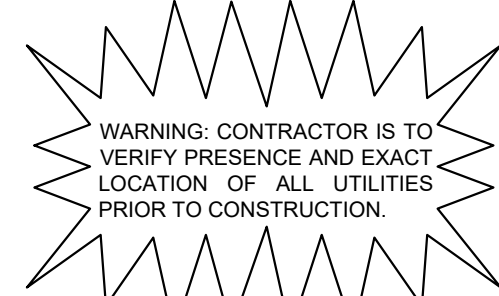 WARNING: CONTRACTOR IS TO
VERIFY PRESENCE AND EXACT
LOCATION OF ALL UTILITIES
PRIOR TO CONSTRUCTION.